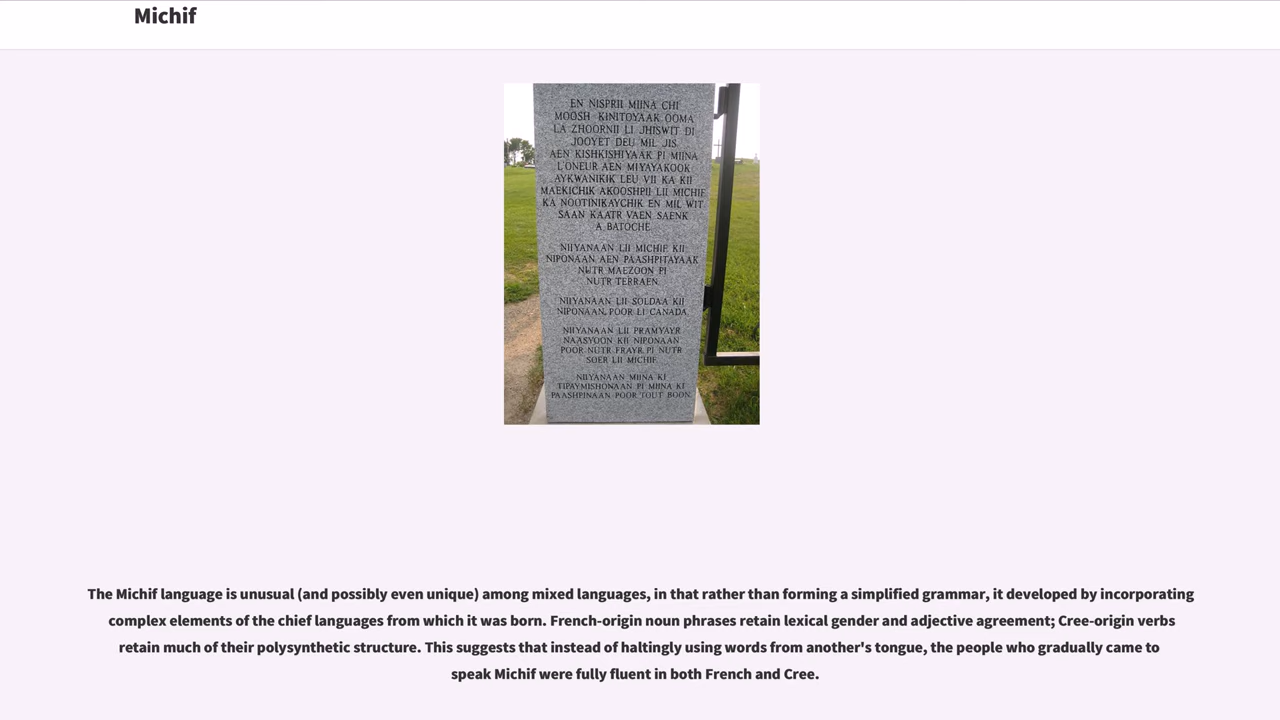 Michif
EN NISPRII MIINA CHI
MOOSH KINITOYAAK OOMA
LA ZHOORNII LI JHISWIT DI
JOOYET DEU MIL JIS
AEN KISHKISHIYAAK PI MIINA
L'ONEUR AEN MIYAYAKOOK
AYKWANIKIK LEU VII KA KII
MAEKICHIK AKOOSHPII LII MICHIF
KA NOOTINIKAYCHIK EN MIL WIT
SAAN KAATR VAEN SAENK
A BATOCHE.
NIIYANAAN LII MICHIF KII
NIPONAAN AEN PAASHPITAYAAK
NUTR MAEZOON PI
NUTR TERRAEN.
NIIYANAAN LII SOLDAA KII
NIPONAAN, POOR LI CANADA.
NIIYANAAN LII PRAMYAYR
NAASYOON KII NIPONAAN
POOR NUTR FRAYR PI NUTR
SOER LII MICHIF.
NIIYANAAN MIINA KI
TIPAYMISHONAAN PI MIINA KI
PAASHPINAAN POOR TOUT BOON.
The Michif language is unusual (and possibly even unique) among mixed languages, in that rather than forming a simplified grammar, it developed by incorporating
complex elements of the chief languages from which it was born. French-origin noun phrases retain lexical gender and adjective agreement; Cree-origin verbs
retain much of their polysynthetic structure. This suggests that instead of haltingly using words from another's tongue, the people who gradually came to
speak Michif were fully fluent in both French and Cree.